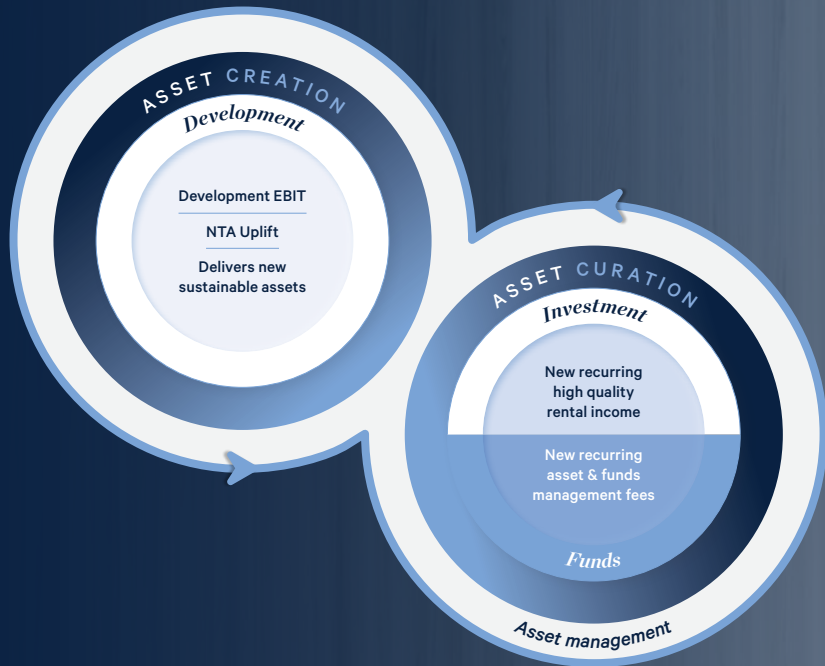 ASSET CREATION
Development
Development EBIT
NTA Uplift
Delivers new
sustainable assets
ASSET CURATION
Investment
New recurring
high quality
rental income
New recurring
asset & funds
management fees
Funds
Asset management